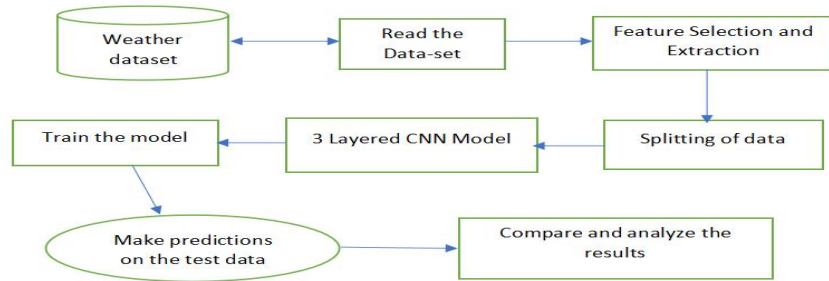 Weather
dataset
Read the
Data-set
Feature Selection and
Extraction
Train the model
3 Layered CNN Model
Splitting of data
Make predictions
on the test data
Compare and analyze the
results